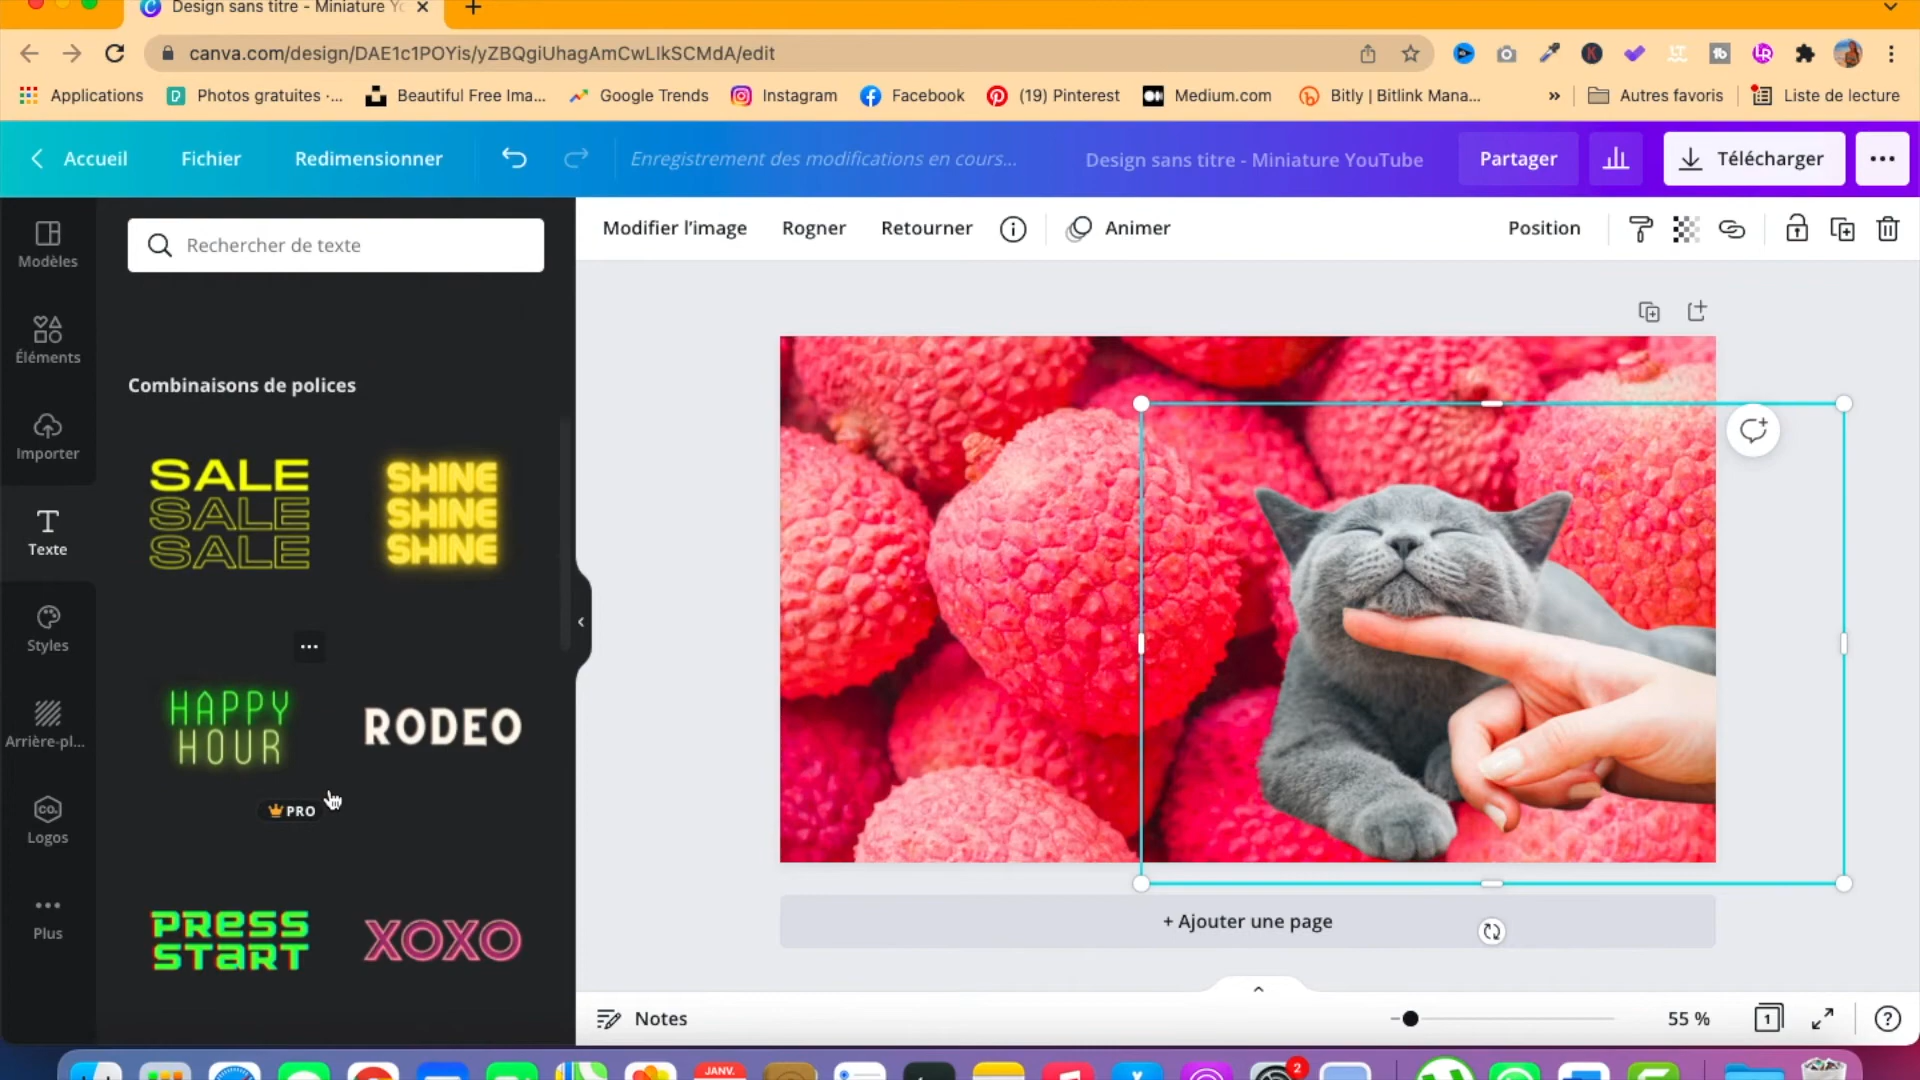 Design sans titre - Miniature Yo
canva.com/design/DAE1c1POYis/yZBQgiUhagAmCwLIkSCMdA/edit
Applications
Photos gratuites ·...
Beautiful Free Ima...
Google Trends
Instagram
Facebook
(19) Pinterest
Medium.com
Bitly | Bitlink Mana...
»
Autres favoris
Liste de lecture
Accueil
Fichier
Redimensionner
Enregistrement des modifications en cours...
Design sans titre - Miniature YouTube
Partager
Télécharger
Modèles
Éléments
Importer
Texte
Styles
Arrière-pl...
Logos
Plus
CO.
Rechercher de texte
Combinaisons de polices
SALE
SALE
SALE
SHINE
SHINE
SHINE
HAPPY
HOUR
RODEO
PRO
PRESS
START
XOXO
Modifier l'image
Rogner
Retourner
Animer
Position
+ Ajouter une page
Notes
55 %
1
JANV.
2